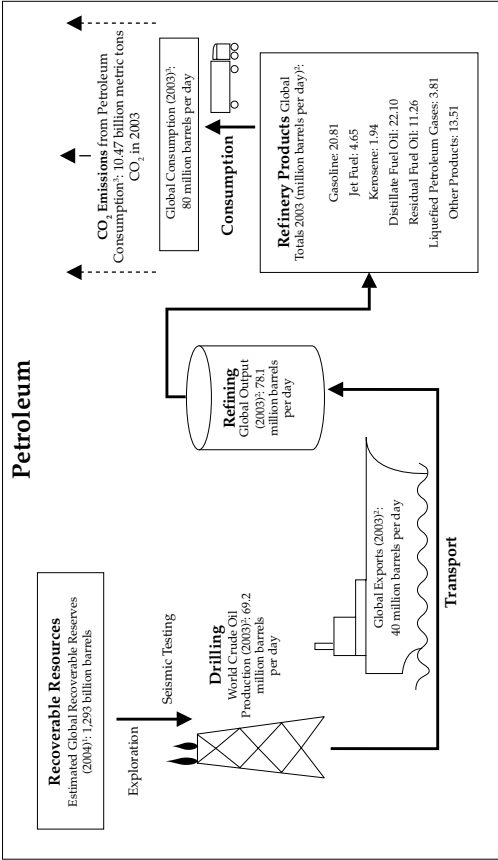 Petroleum
Recoverable Resources
Estimated Global Recoverable Reserves
(2004)¹: 1,293 billion barrels
Exploration
Seismic Testing
Drilling
World Crude Oil
Production (2003)²: 69.2
million barrels
per day
Global Exports (2003)²:
40 million barrels per day
Transport
Refining
Global Output
(2003)²: 78.1
million barrels
per day
Refinery Products Global
Totals 2003 (million barrels per day)²:
Gasoline: 20.81
Jet Fuel: 4.65
Kerosene: 1.94
Distillate Fuel Oil: 22.10
Residual Fuel Oil: 11.26
Liquefied Petroleum Gases: 3.81
Other Products: 13.51
Consumption
Global Consumption (2003)³:
80 million barrels per day
CO₂ Emissions from Petroleum
Consumption³: 10.47 billion metric tons
CO₂ in 2003